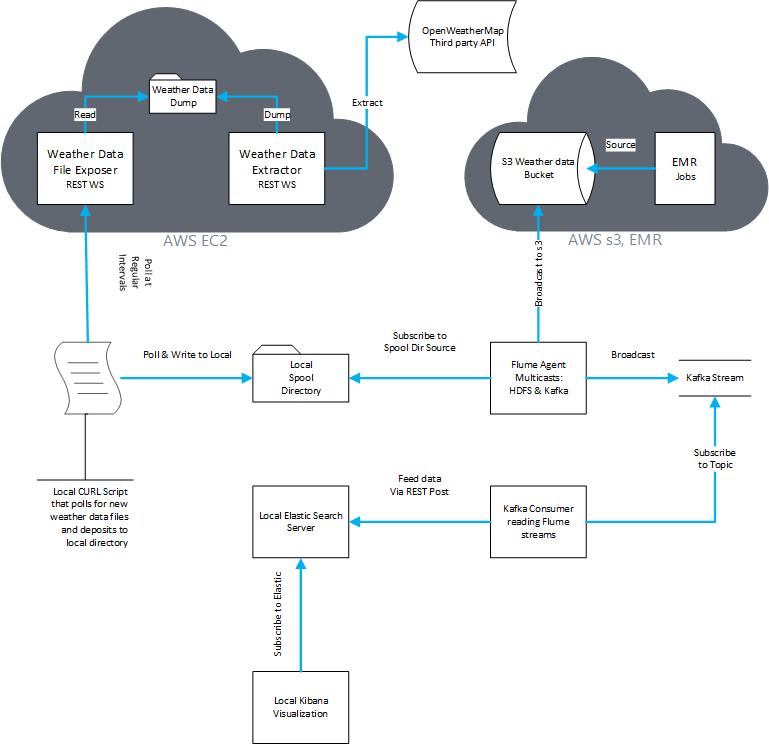 OpenWeatherMap
Third party API
Weather Data
Dump
Extract
Read
Dump
Weather Data
File Exposer
REST WS
Weather Data
Extractor
REST WS
Source
S3 Weather data
Bucket
EMR
Jobs
AWS EC2
AWS s3, EMR
Poll at
Regular
Intervals
Broadcast to s3
Poll & Write to Local
Local
Spool
Directory
Subscribe to
Spool Dir Source
Flume Agent
Multicasts:
HDFS & Kafka
Broadcast
Kafka Stream
Subscribe
to Topic
Local CURL Script
that polls for new
weather data files
and deposits to
local directory
Local Elastic Search
Server
Feed data
Via REST Post
Kafka Consumer
reading Flume
streams
Subscribe to Elastic
Local Kibana
Visualization